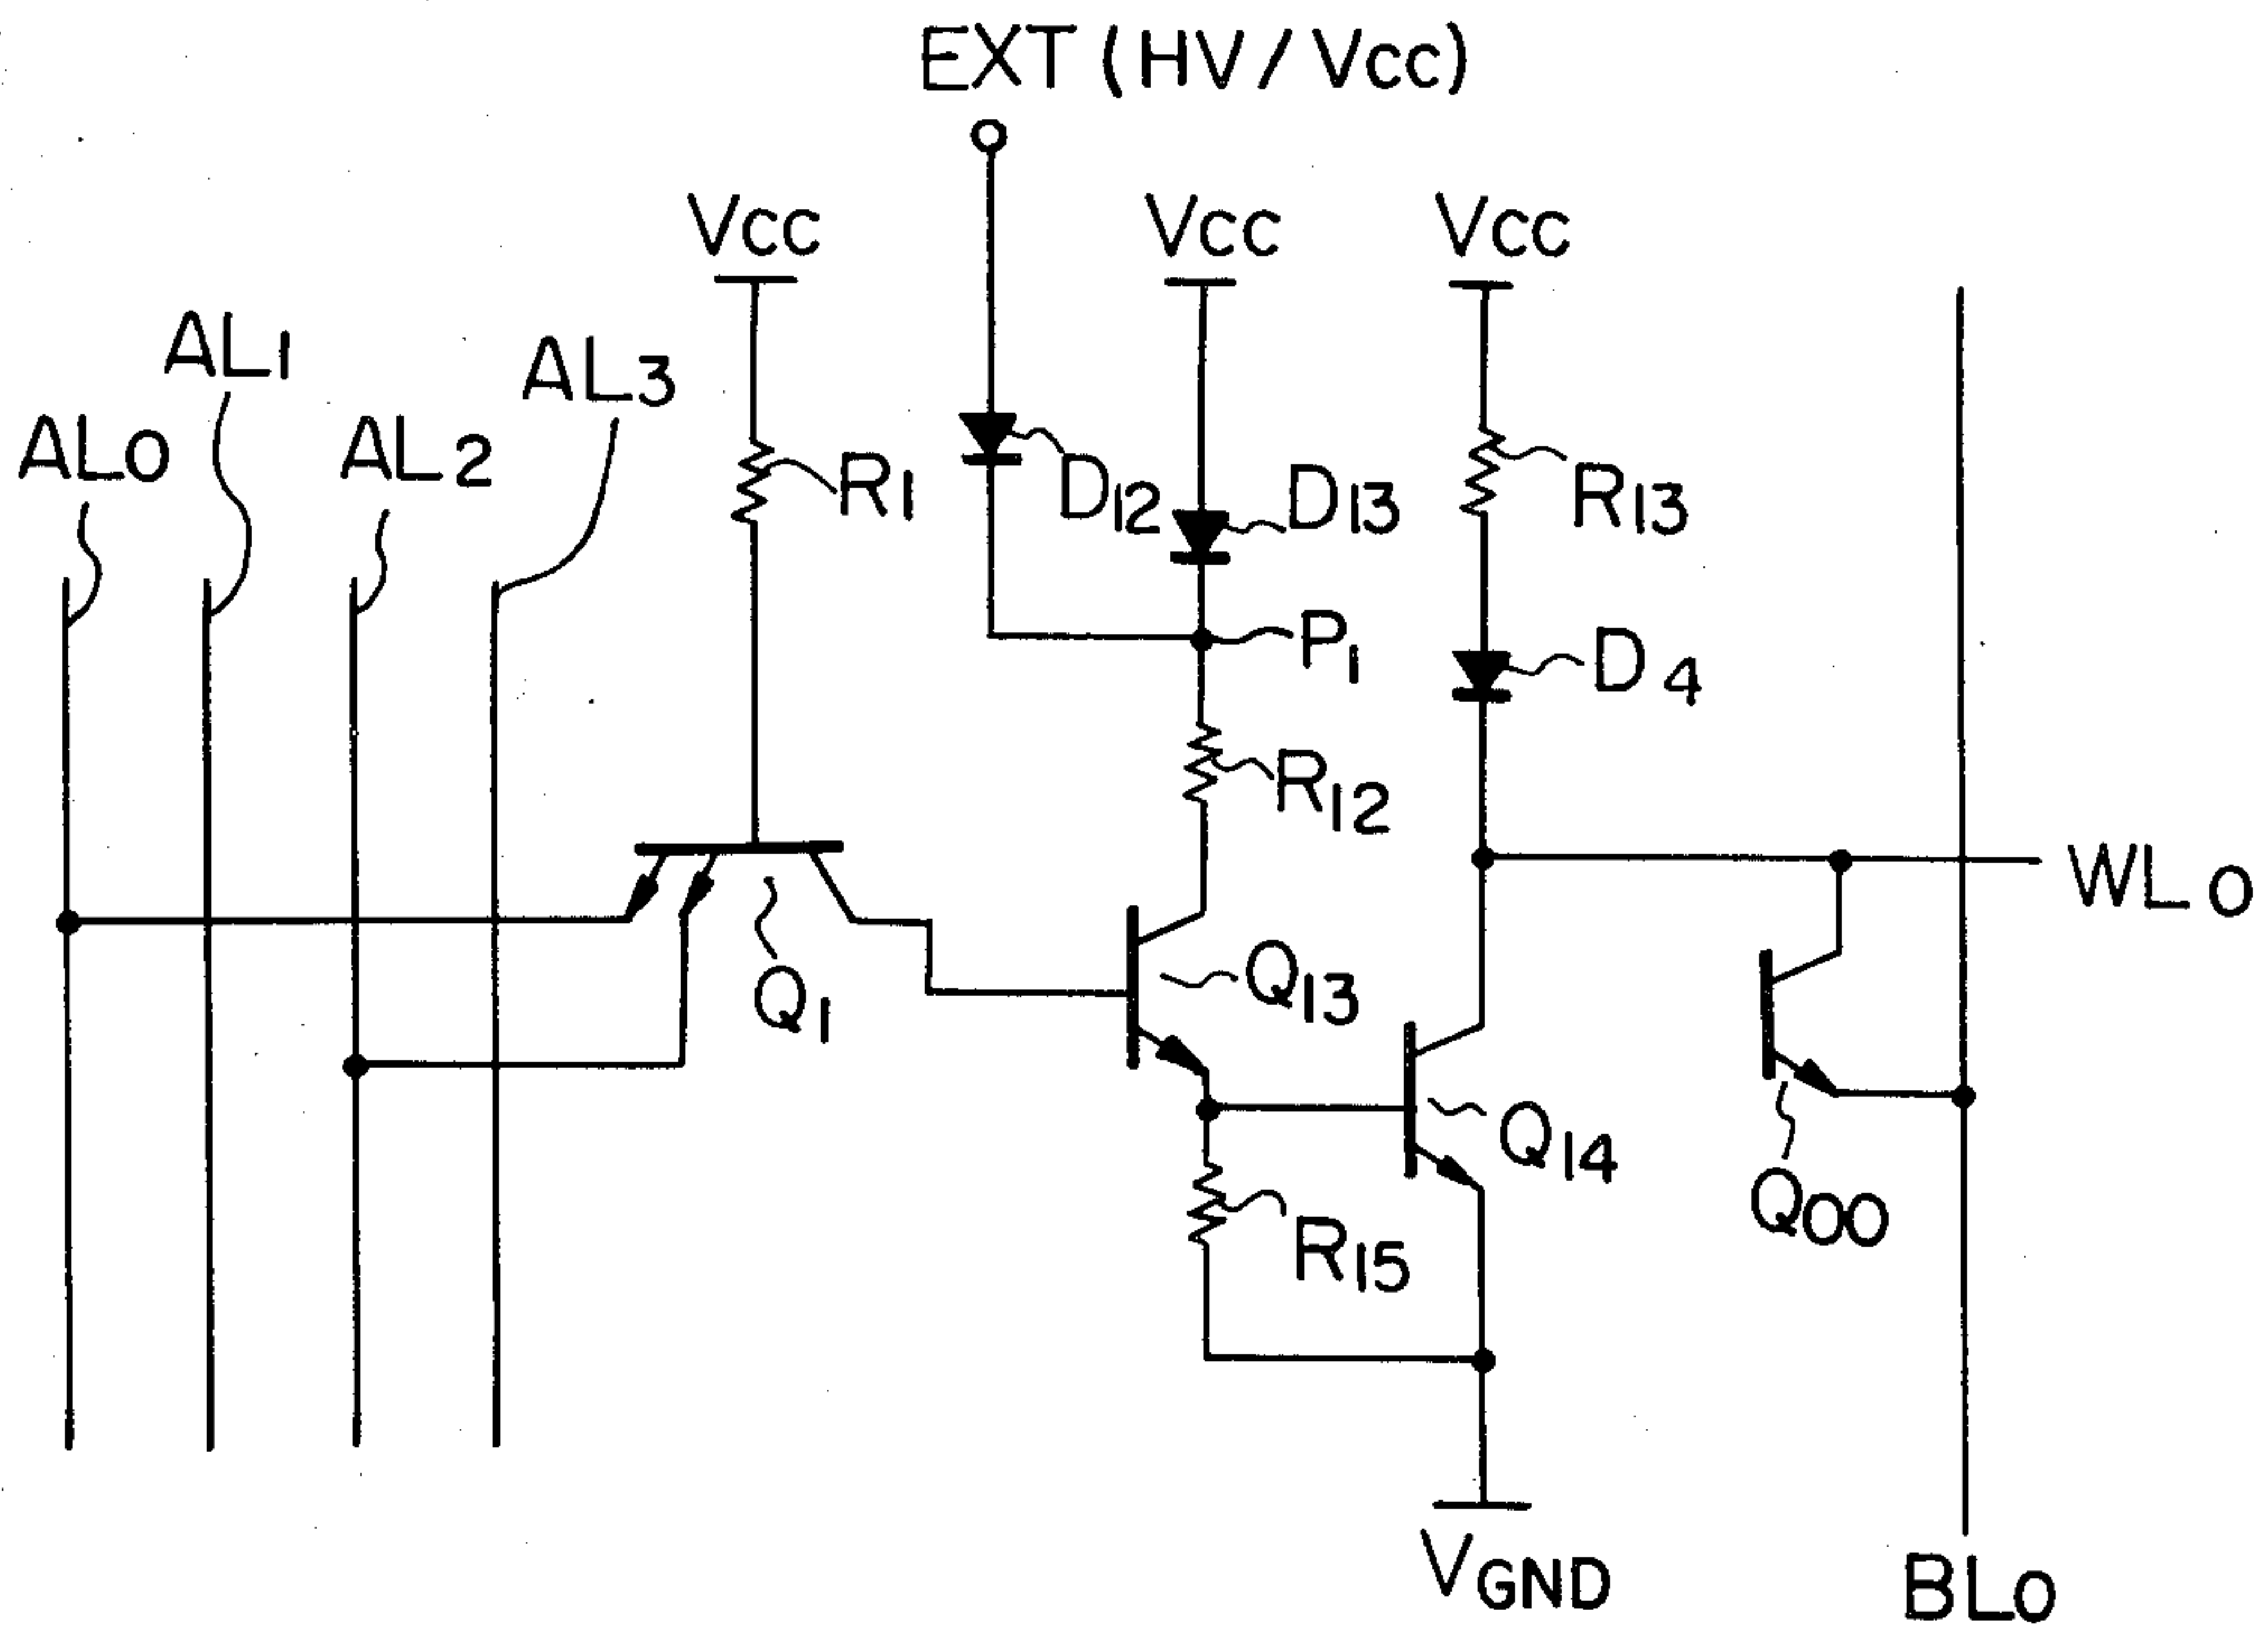 EXT (HV/Vcc)
Vcc
Vcc
Vcc
AL1
AL3
AL0
AL2
R1
D12
D13
R13
P1
D4
R12
WL0
Q1
Q13
Q14
Q00
R15
VGND
BL0